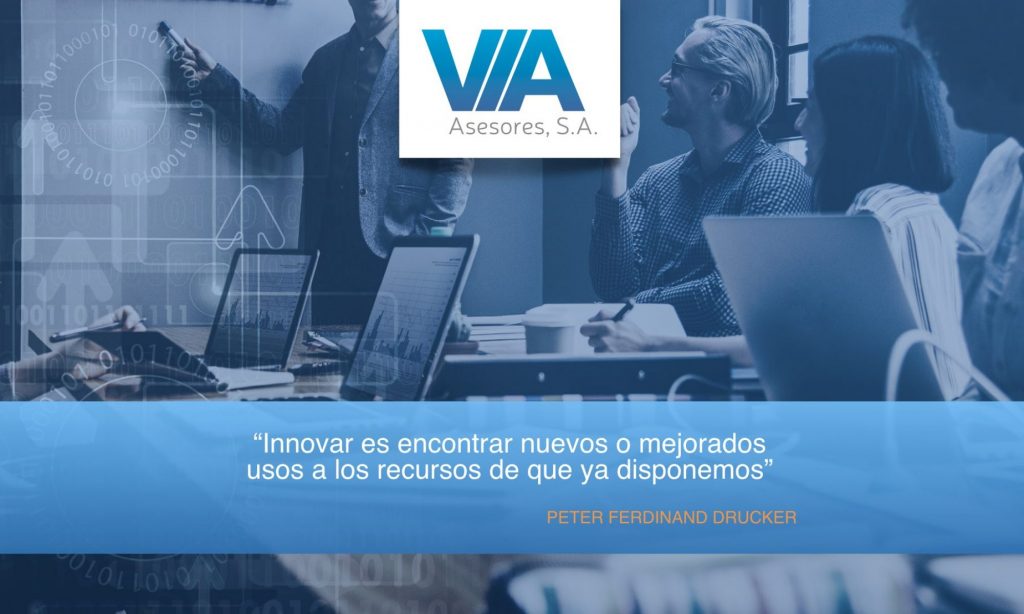 VIA
Asesores, S.A.
“Innovar es encontrar nuevos o mejorados
usos a los recursos de que ya disponemos”
PETER FERDINAND DRUCKER